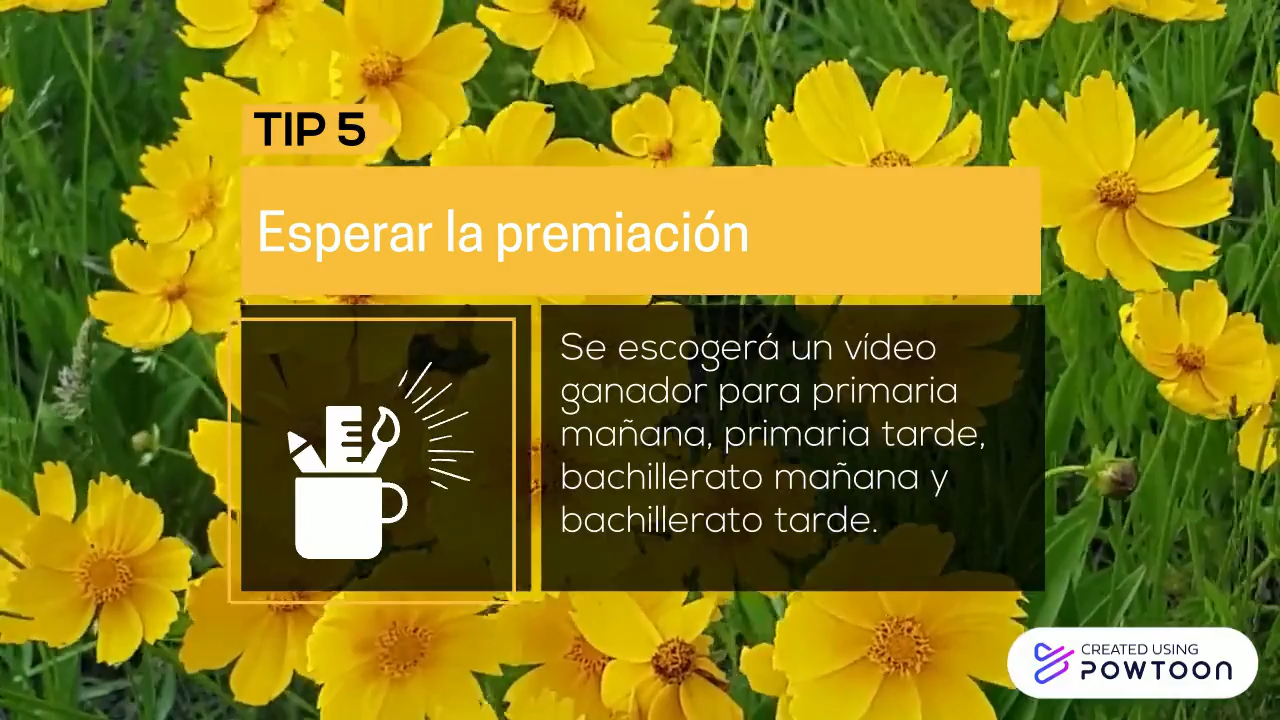 TIP 5
Esperar la premiación
Se escogerá un vídeo
ganador para primaria
mañana, primaria tarde,
bachillerato mañana y
bachillerato tarde.
CREATED USING
POWTOON